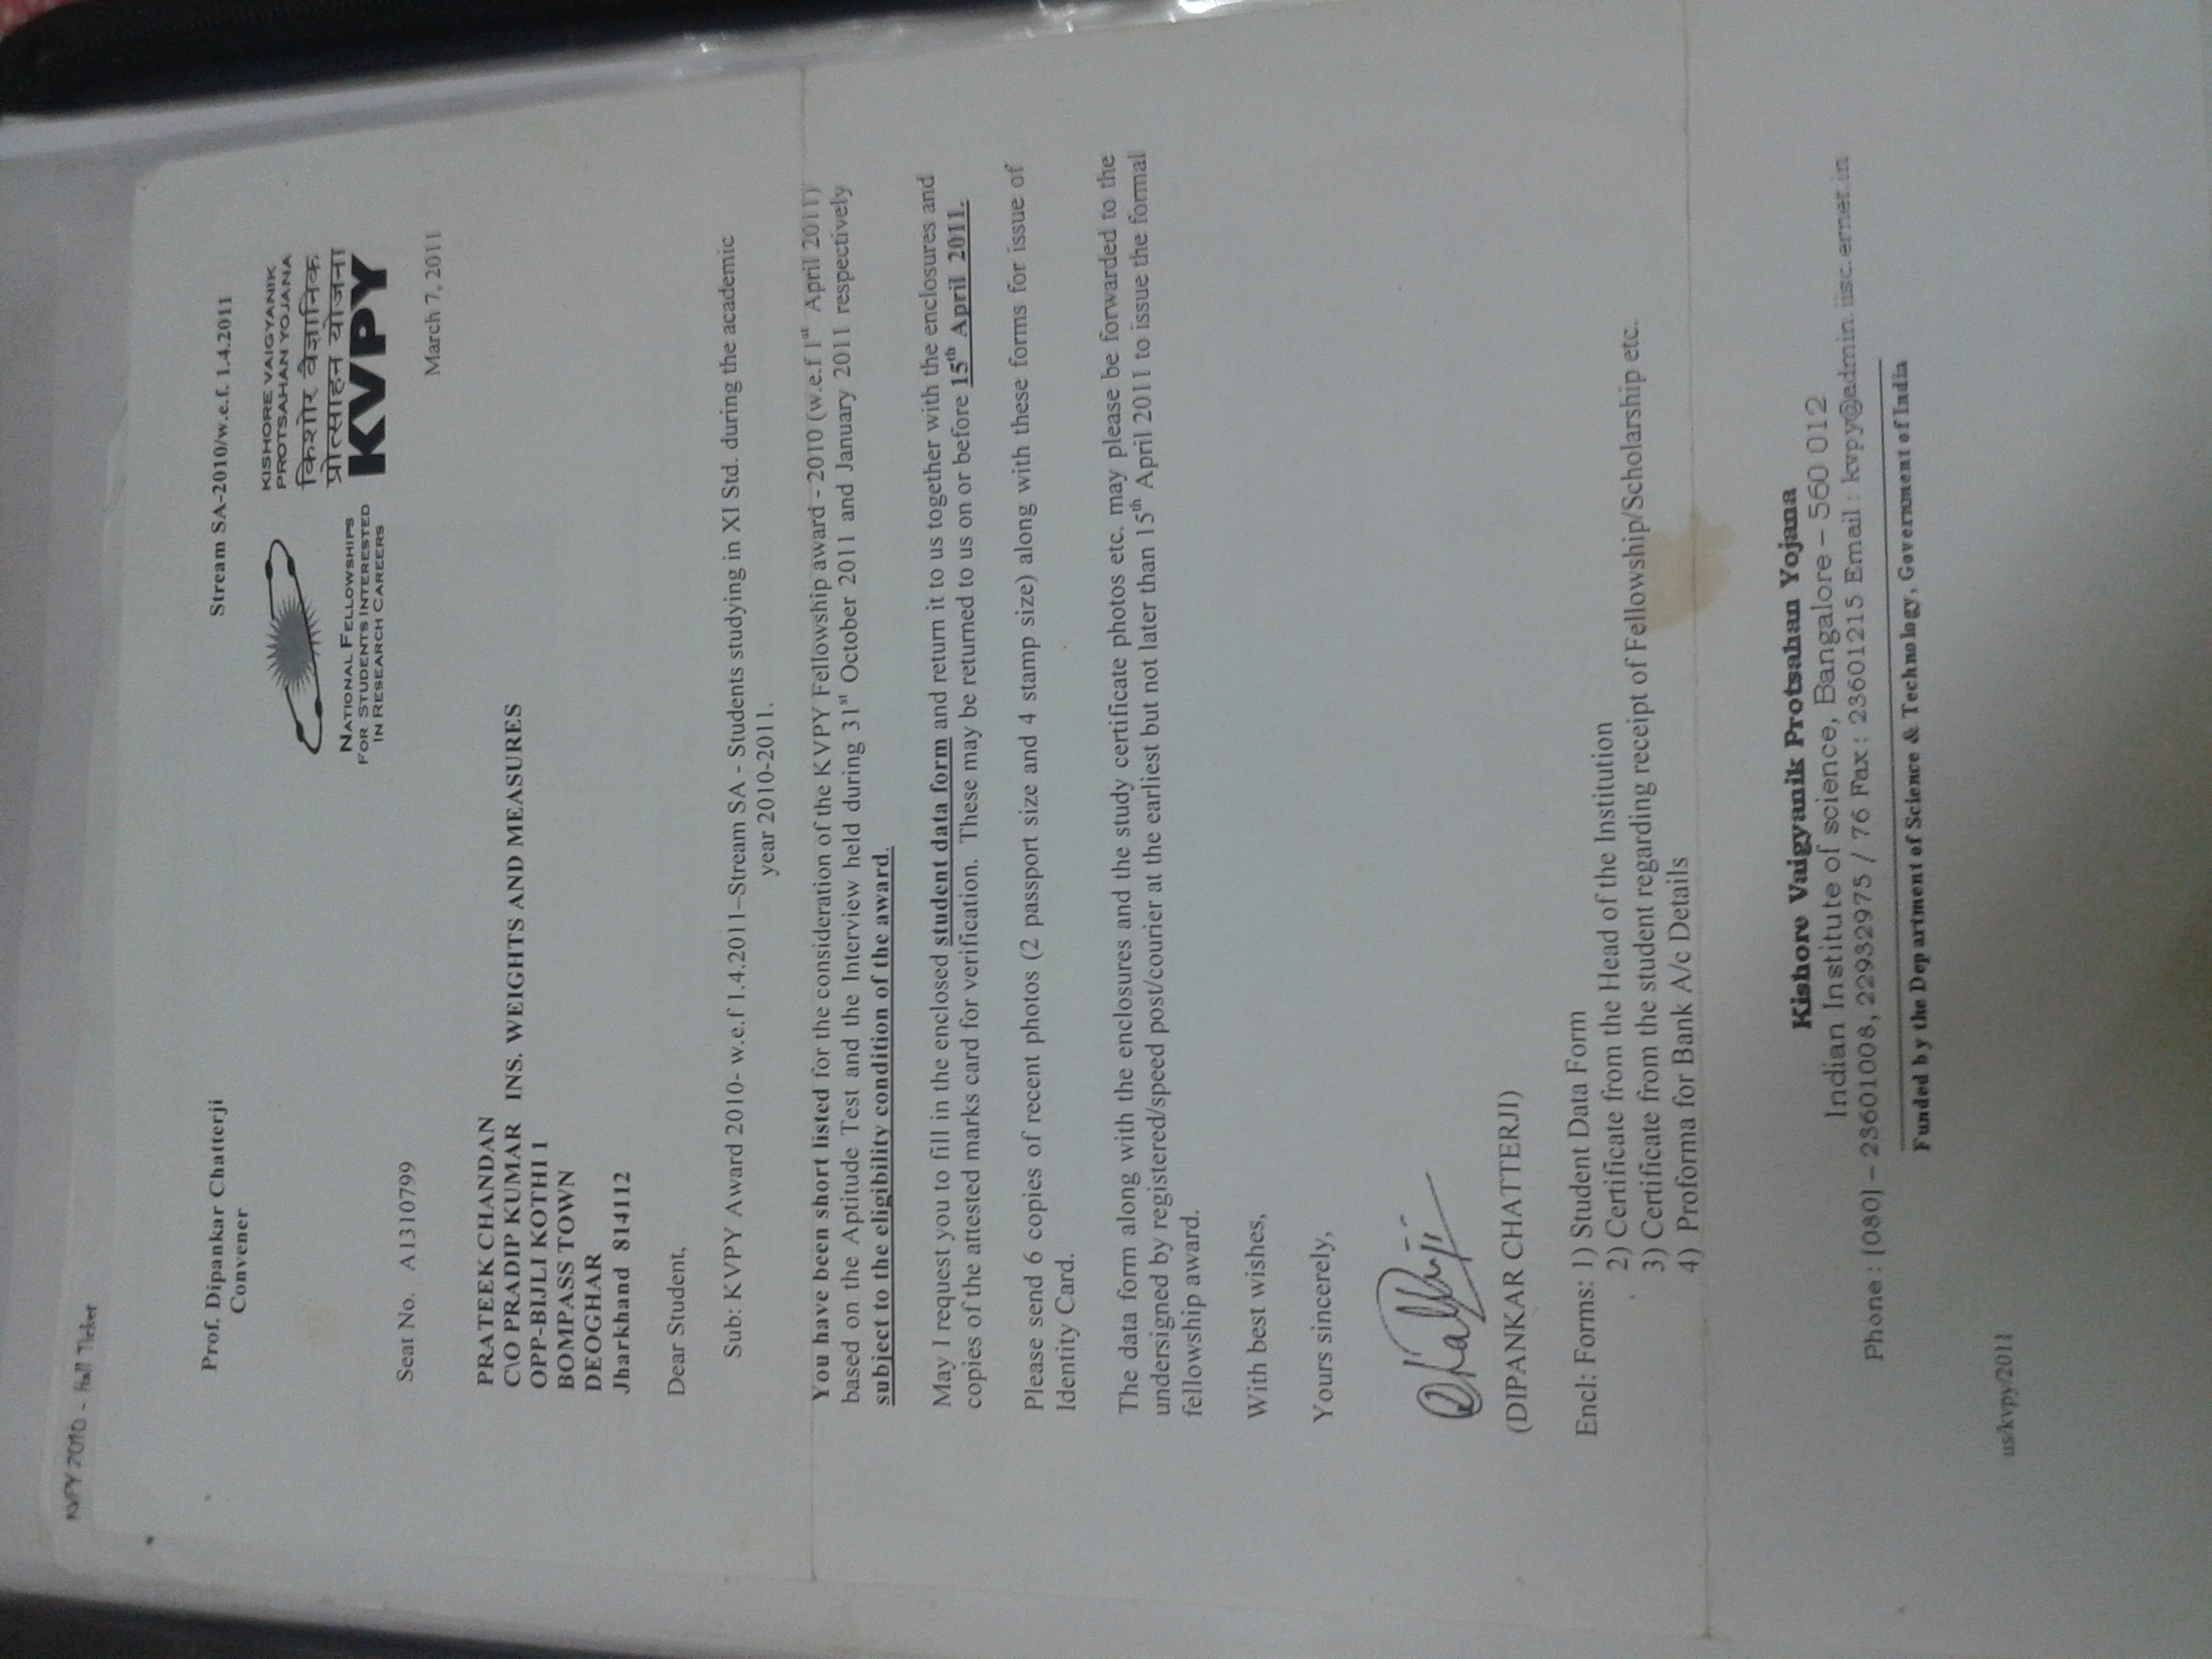 KVPY 2010 - Hall Ticket
Prof. Dipankar Chatterji
Convener
Stream SA-2010/w.e.f. 1.4.2011
NATIONAL FELLOWSHIPS
FOR STUDENTS INTERESTED
IN RESEARCH CAREERS
KISHORE VAIGYANIK
PROTSAHAN YOJANA
किशोर वैज्ञानिक
प्रोत्साहन योजना
KVPY
Seat No. A1310799
March 7, 2011
PRATEEK CHANDAN
C\O PRADIP KUMAR INS. WEIGHTS AND MEASURES
OPP-BIJLI KOTHI 1
BOMPASS TOWN
DEOGHAR
Jharkhand 814112
Dear Student,
Sub: KVPY Award 2010- w.e.f 1.4.2011–Stream SA - Students studying in XI Std. during the academic
year 2010-2011.
You have been short listed for the consideration of the KVPY Fellowship award - 2010 (w.e.f 1st April 2011)
based on the Aptitude Test and the Interview held during 31st October 2011 and January 2011 respectively
subject to the eligibility condition of the award.
May I request you to fill in the enclosed student data form and return it to us together with the enclosures and
copies of the attested marks card for verification. These may be returned to us on or before 15th April 2011.
Please send 6 copies of recent photos (2 passport size and 4 stamp size) along with these forms for issue of
Identity Card.
The data form along with the enclosures and the study certificate photos etc. may please be forwarded to the
undersigned by registered/speed post/courier at the earliest but not later than 15th April 2011 to issue the formal
fellowship award.
With best wishes,
Yours sincerely,
Chatterji
(DIPANKAR CHATTERJI)
Encl: Forms: 1) Student Data Form
2) Certificate from the Head of the Institution
3) Certificate from the student regarding receipt of Fellowship/Scholarship etc.
4) Proforma for Bank A/c Details
Kishore Vaigyanik Protsahan Yojana
Indian Institute of science, Bangalore – 560 012
Phone : [080] – 23601008, 22932975 / 76 Fax : 23601215 Email : kvpy@admin.iisc.ernet.in
Funded by the Department of Science & Technology, Government of India
us/kvpy/2011